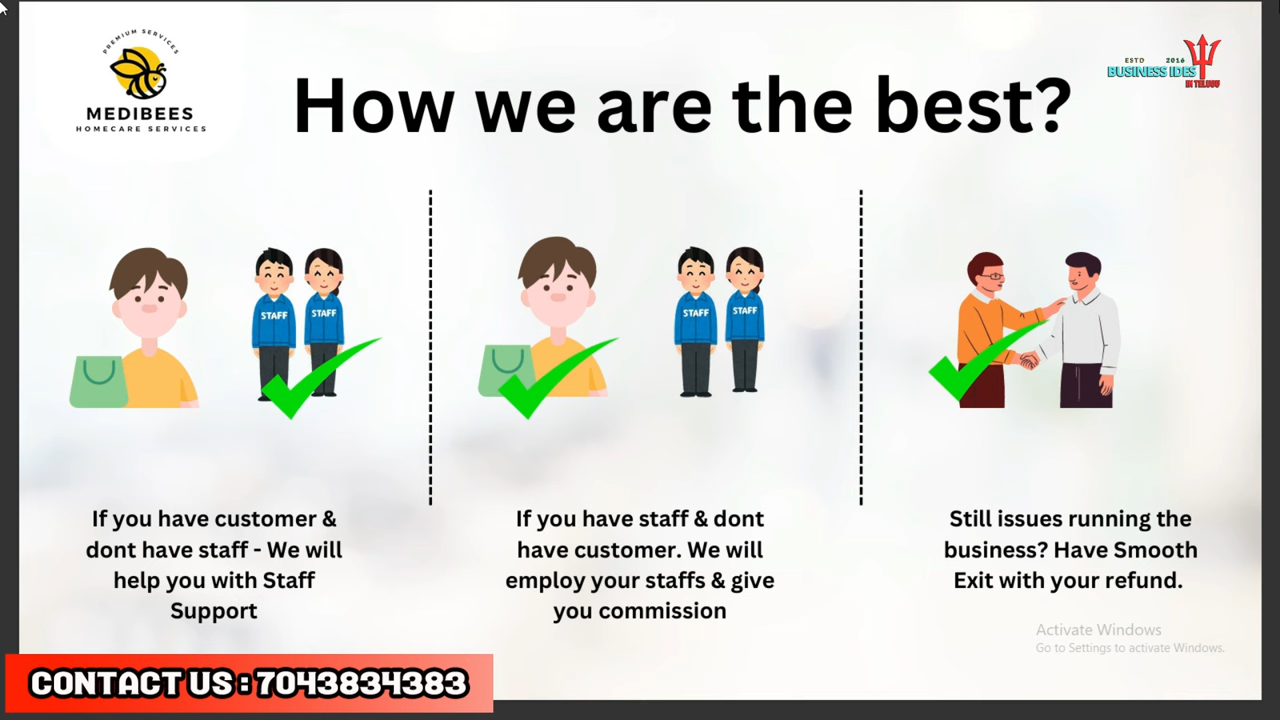 PREMIUM SERVICES
MEDIBEES
HOMECARE SERVICES
How we are the best?
ESTD 2016
BUSINESS IDES
IN TELUGU
STAFF STAFF
STAFF STAFF
If you have customer &
dont have staff - We will
help you with Staff
Support
If you have staff & dont
have customer. We will
employ your staffs & give
you commission
Still issues running the
business? Have Smooth
Exit with your refund.
Activate Windows
Go to Settings to activate Windows.
CONTACT US : 7043834383